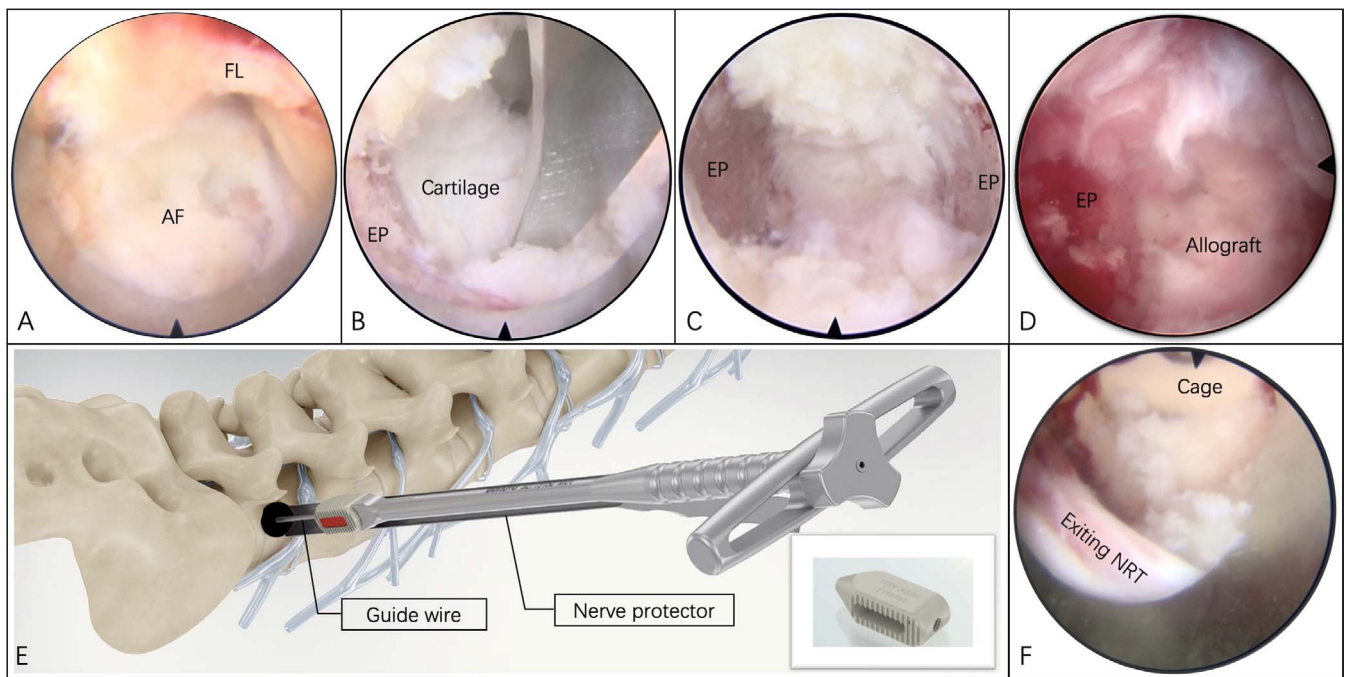 FL
AF
A
Cartilage
EP
B
EP
EP
C
EP
Allograft
D
Guide wire
Nerve protector
E
Cage
Exiting NRT
F